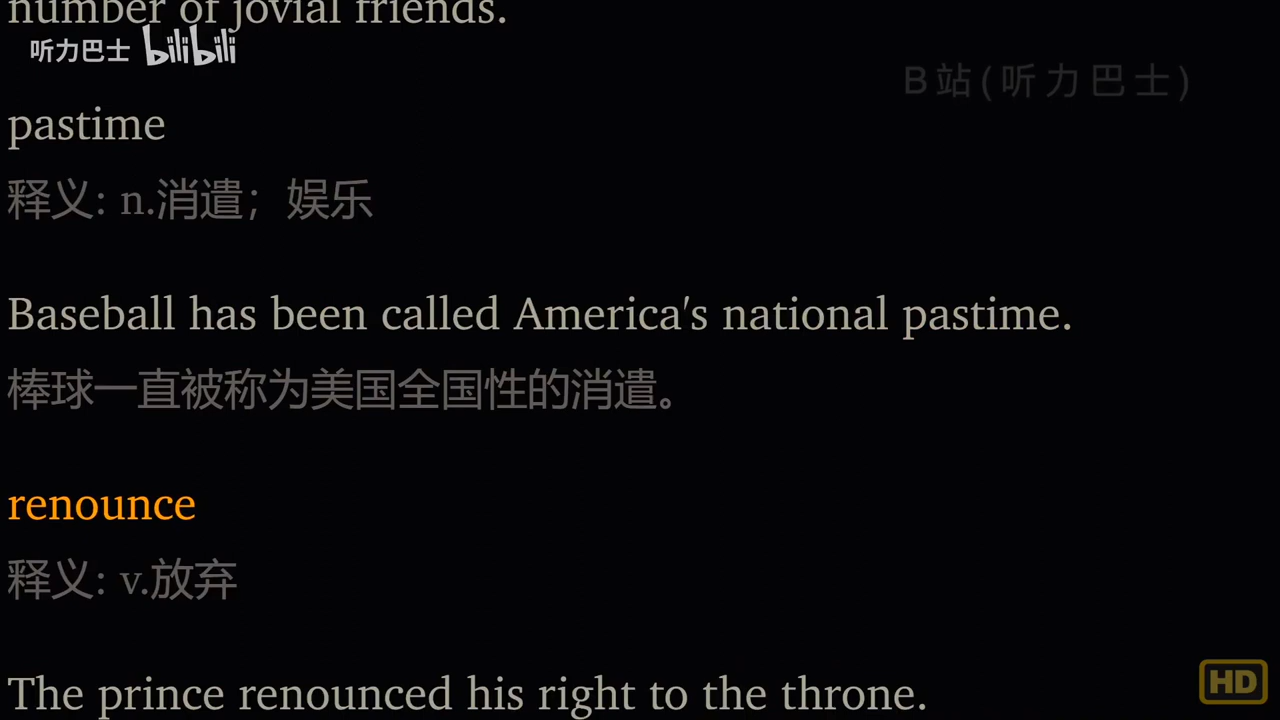 number of jovial friends.
听力巴士 bilibili
B站(听力巴士)
pastime
释义: n.消遣；娱乐
Baseball has been called America's national pastime.
棒球一直被称为美国全国性的消遣。
renounce
释义: v.放弃
The prince renounced his right to the throne.
HD